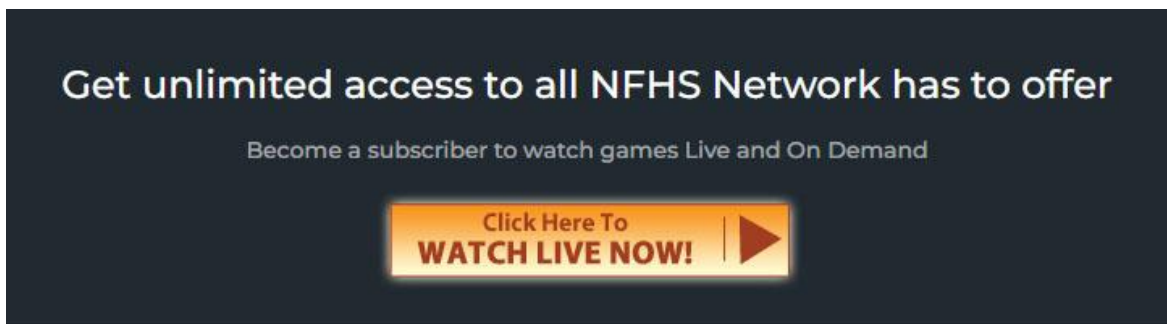 Get unlimited access to all NFHS Network has to offer
Become a subscriber to watch games Live and On Demand
Click Here To
WATCH LIVE NOW!